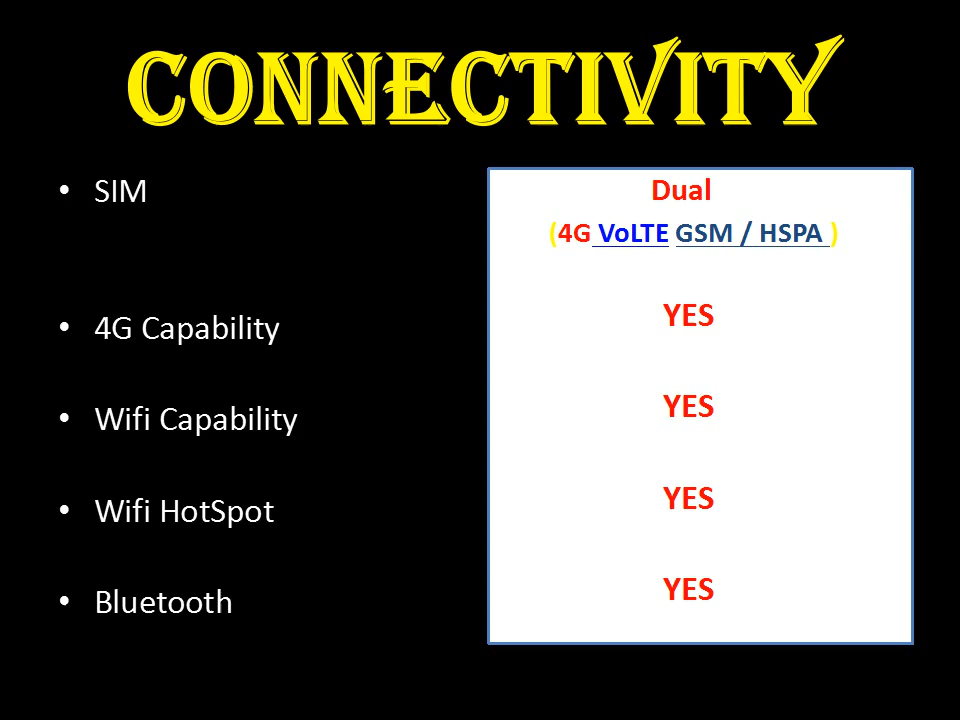 CONNECTIVITY
• SIM
Dual
(4G VoLTE GSM / HSPA )
• 4G Capability
YES
• Wifi Capability
YES
• Wifi HotSpot
YES
• Bluetooth
YES